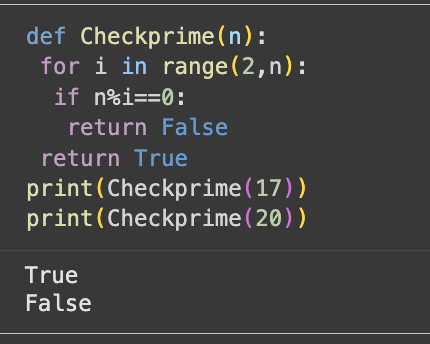 def Checkprime(n):
 for i in range(2,n):
  if n%i==0:
   return False
 return True
print(Checkprime(17))
print(Checkprime(20))
True
False